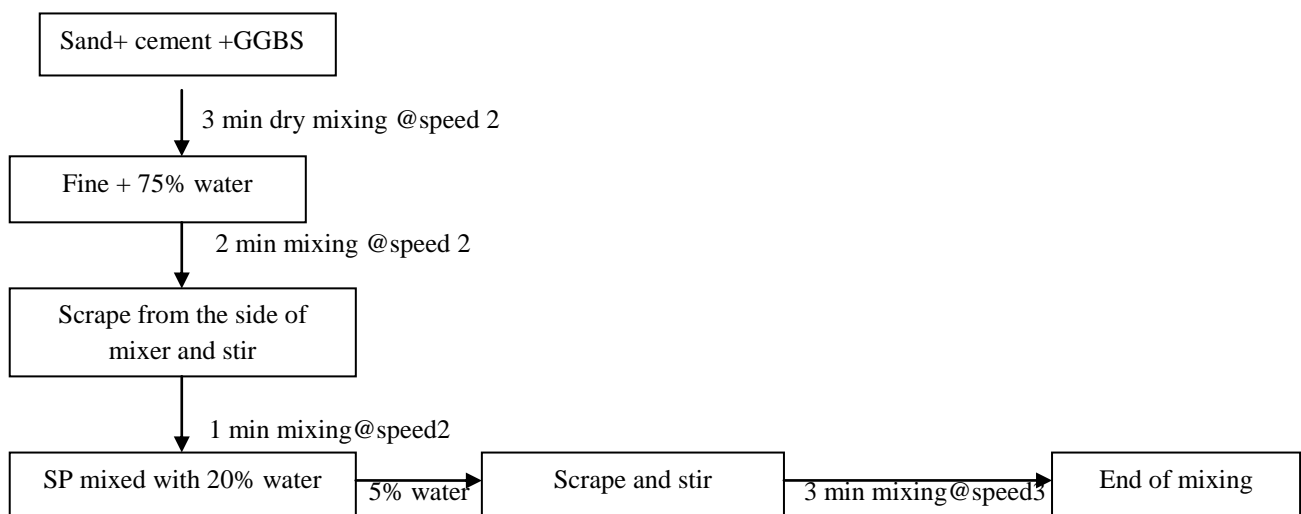 Sand+ cement +GGBS
3 min dry mixing @speed 2
Fine + 75% water
2 min mixing @speed 2
Scrape from the side of
mixer and stir
1 min mixing@speed2
SP mixed with 20% water
5% water
Scrape and stir
3 min mixing@speed3
End of mixing